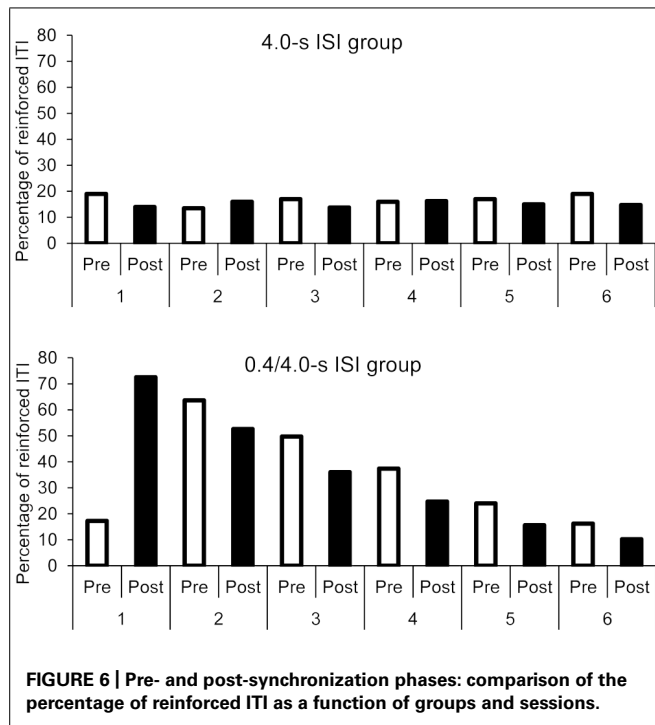 4.0-s ISI group
Percentage of reinforced ITI
80
70
60
50
40
30
20
10
0
Pre Post Pre Post Pre Post Pre Post Pre Post Pre Post
1 2 3 4 5 6
0.4/4.0-s ISI group
Percentage of reinforced ITI
80
70
60
50
40
30
20
10
0
Pre Post Pre Post Pre Post Pre Post Pre Post Pre Post
1 2 3 4 5 6
FIGURE 6 | Pre- and post-synchronization phases: comparison of the
percentage of reinforced ITI as a function of groups and sessions.